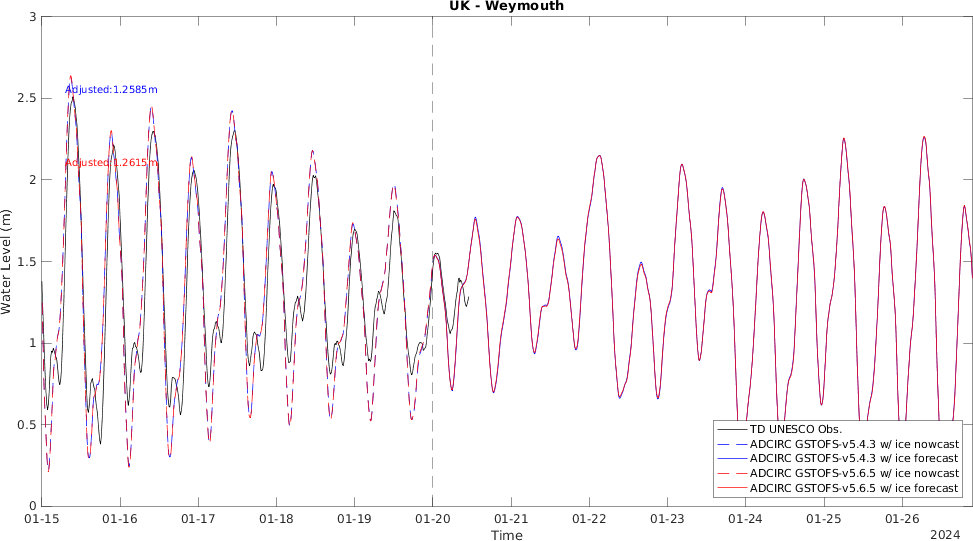 UK - Weymouth
3
2.5
2
1.5
1
0.5
0
Water Level (m)
Adjusted:1.2585m
Adjusted:1.2615m
TD UNESCO Obs.
ADCIRC GSTOFS-v5.4.3 w/ ice nowcast
ADCIRC GSTOFS-v5.4.3 w/ ice forecast
ADCIRC GSTOFS-v5.6.5 w/ ice nowcast
ADCIRC GSTOFS-v5.6.5 w/ ice forecast
01-15 01-16 01-17 01-18 01-19 01-20 01-21 01-22 01-23 01-24 01-25 01-26
Time
2024